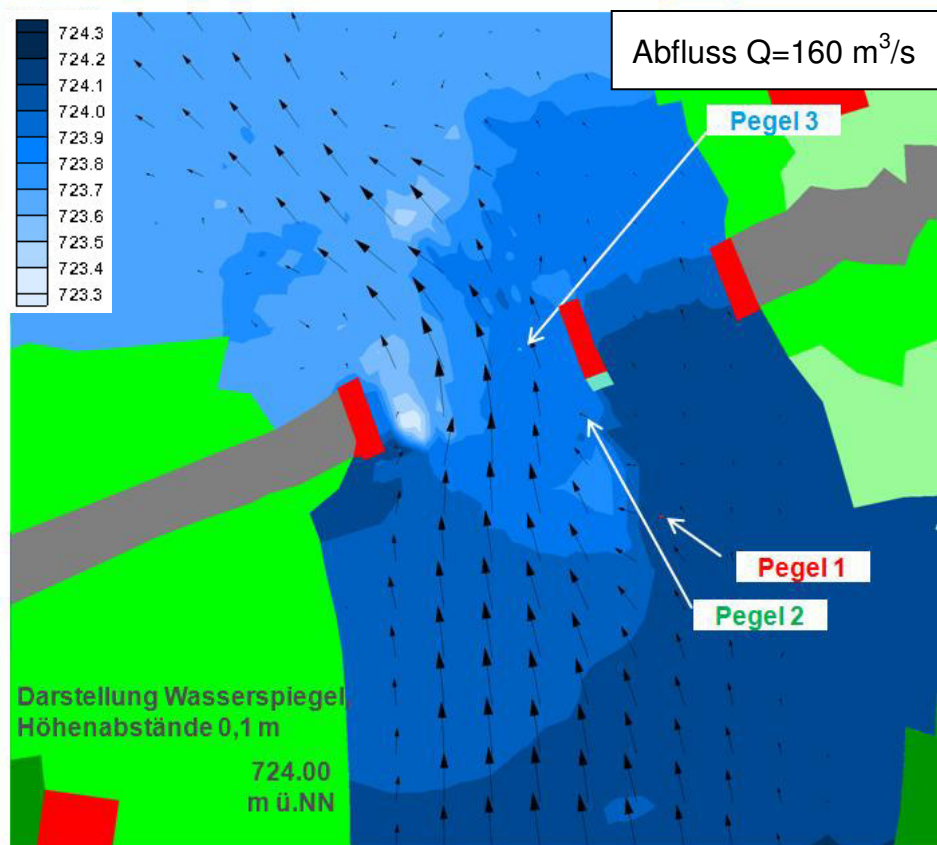 Abfluss Q=160 m³/s
724.3
724.2
724.1
724.0
723.9
723.8
723.7
723.6
723.5
723.4
723.3
Pegel 3
Pegel 1
Pegel 2
Darstellung Wasserspiegel,
Höhenabstände 0,1 m
724.00
m ü.NN